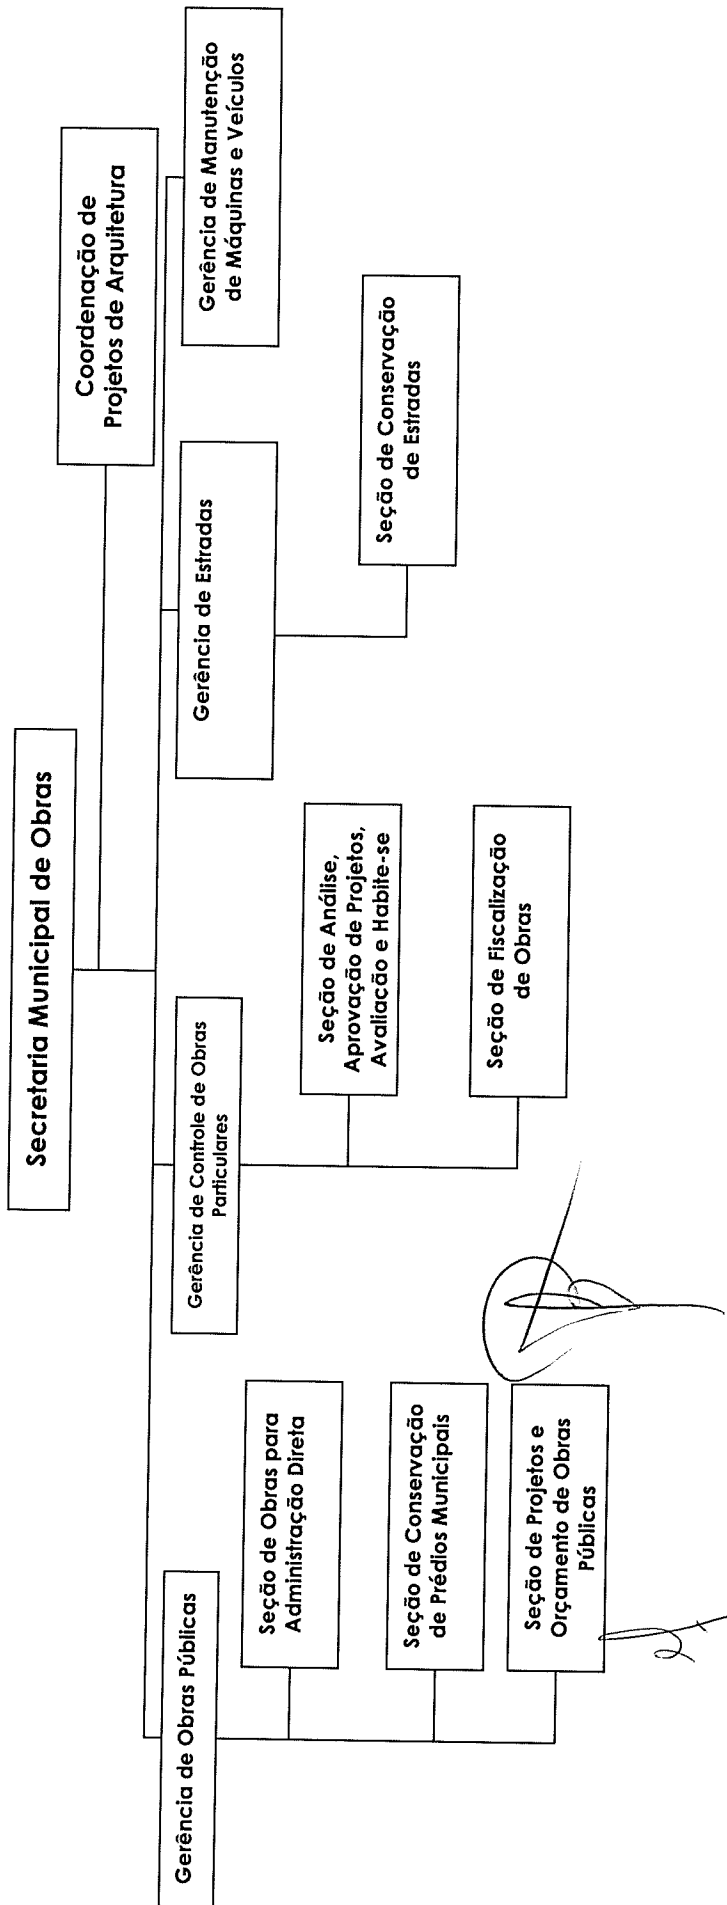 Secretaria Municipal de Obras
Coordenação de
Projetos de Arquitetura
Gerência de Obras Públicas
Seção de Obras para
Administração Direta
Seção de Conservação
de Prédios Municipais
Seção de Projetos e
Orçamento de Obras
Públicas
Gerência de Controle de Obras
Particulares
Seção de Análise,
Aprovação de Projetos,
Avaliação e Habite-se
Seção de Fiscalização
de Obras
Gerência de Estradas
Seção de Conservação
de Estradas
Gerência de Manutenção
de Máquinas e Veículos